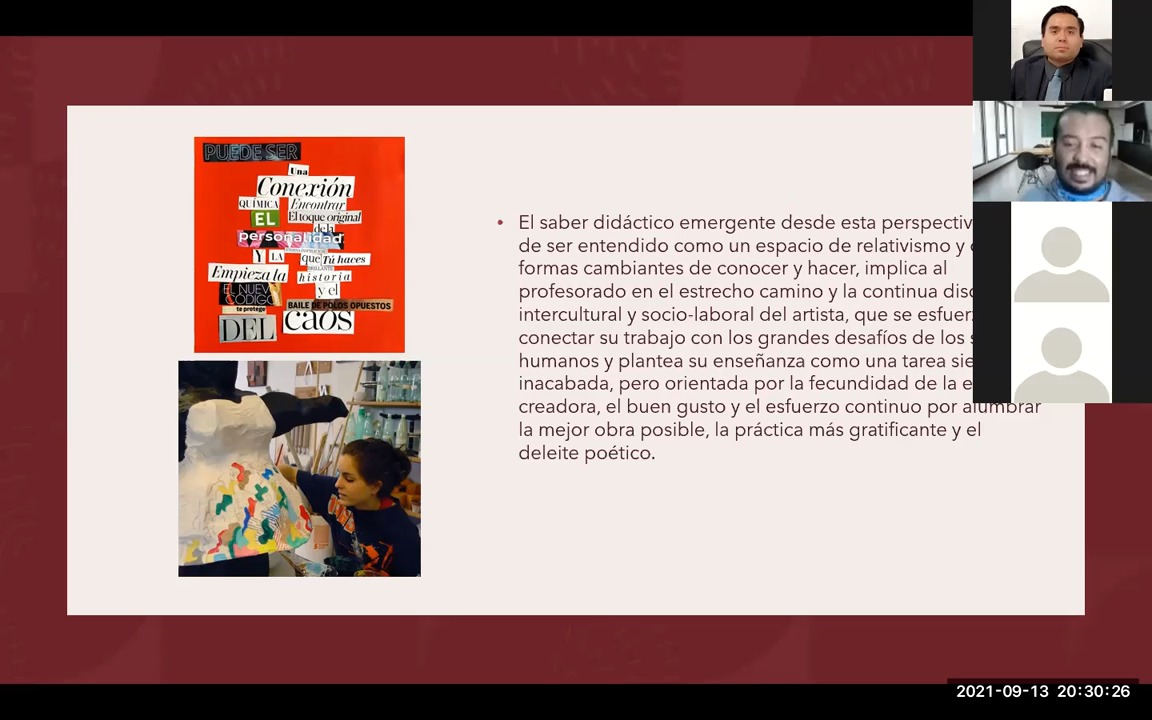 PUEDE SER
Una
Conexión
QUÍMICA Encontrar
EL El toque original
de la
personalidad
Y LA que Tú haces
BRILLANTE
Empieza la historia
y el
EL NUEVO
CÓDIGO
te protege BAILE DE POLOS OPUESTOS
DEL caos
• El saber didáctico emergente desde esta
de ser entendido como un espacio de relativismo y
formas cambiantes de conocer y hacer, implica al
profesorado en el estrecho camino y la continua
intercultural y socio-laboral del artista, que se
conectar su trabajo con los grandes desafíos de los
humanos y plantea su enseñanza como una tarea
inacabada, pero orientada por la fecundidad de la
creadora, el buen gusto y el esfuerzo continuo por alumbrar
la mejor obra posible, la práctica más gratificante y el
deleite poético.
2021-09-13 20:30:26